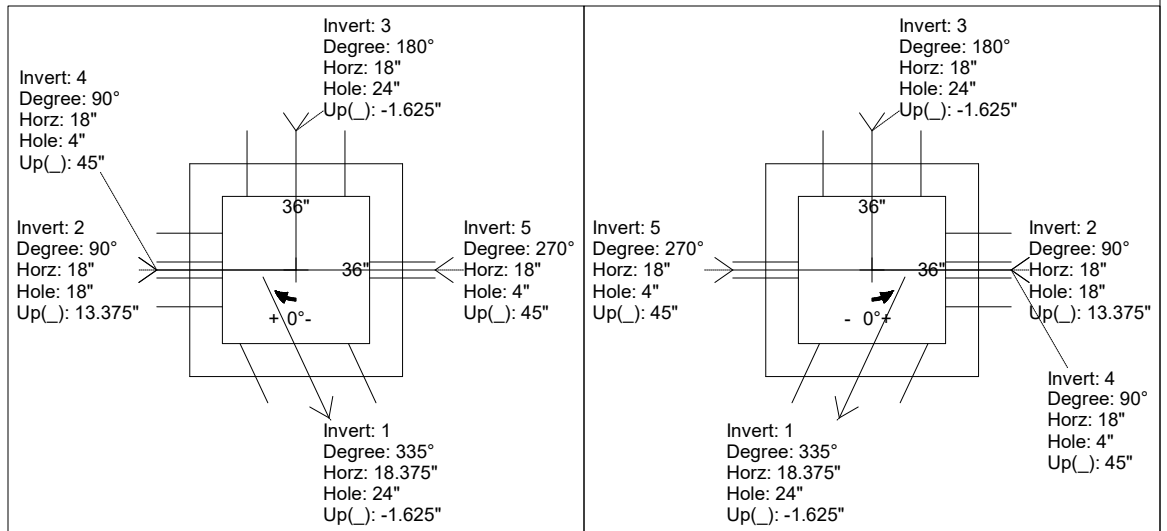 Invert: 3
Degree: 180°
Horz: 18"
Hole: 24"
Up(_): -1.625"
Invert: 4
Degree: 90°
Horz: 18"
Hole: 4"
Up(_): 45"
36"
Invert: 2
Degree: 90°
Horz: 18"
Hole: 18"
Up(_): 13.375"
36"
Invert: 5
Degree: 270°
Horz: 18"
Hole: 4"
Up(_): 45"
+ 0°-
Invert: 1
Degree: 335°
Horz: 18.375"
Hole: 24"
Up(_): -1.625"
Invert: 3
Degree: 180°
Horz: 18"
Hole: 24"
Up(_): -1.625"
36"
Invert: 5
Degree: 270°
Horz: 18"
Hole: 4"
Up(_): 45"
36"
Invert: 2
Degree: 90°
Horz: 18"
Hole: 18"
Up(_): 13.375"
- 0°+
Invert: 4
Degree: 90°
Horz: 18"
Hole: 4"
Up(_): 45"
Invert: 1
Degree: 335°
Horz: 18.375"
Hole: 24"
Up(_): -1.625"